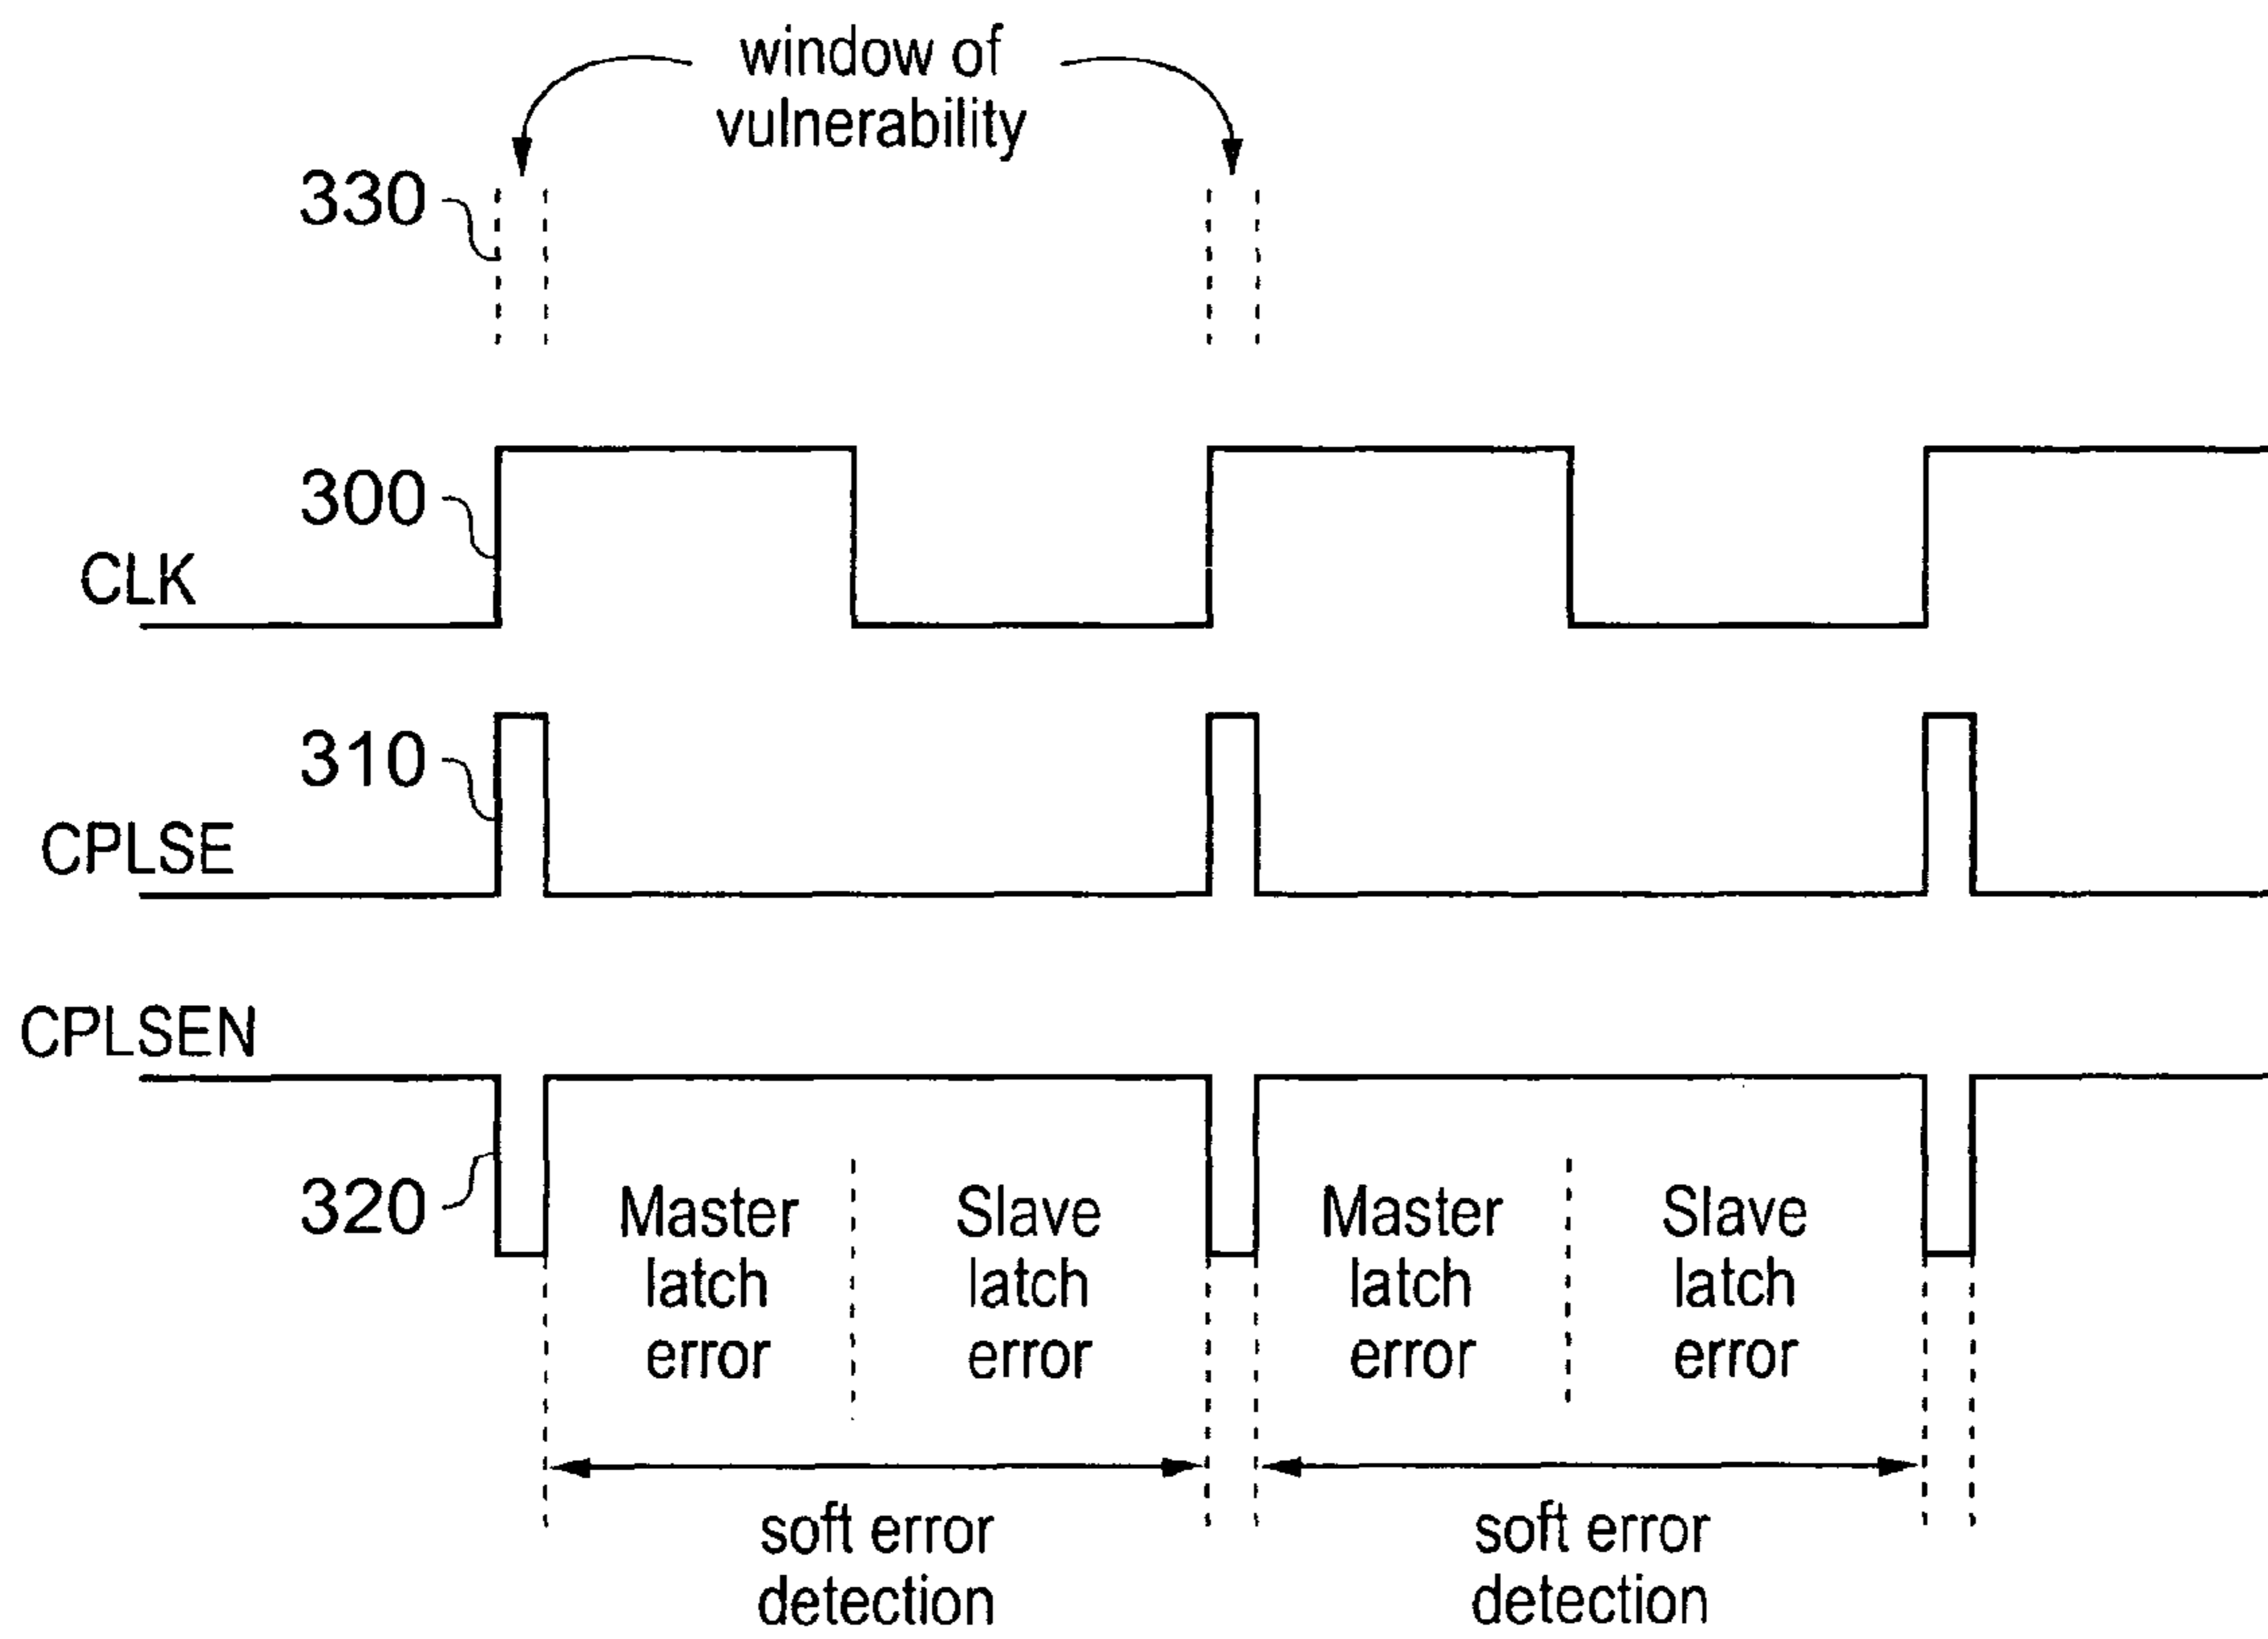 window of
vulnerability
330
300
CLK
310
CPLSE
CPLSEN
320
Master
latch
error
Slave
latch
error
Master
latch
error
Slave
latch
error
soft error
detection
soft error
detection